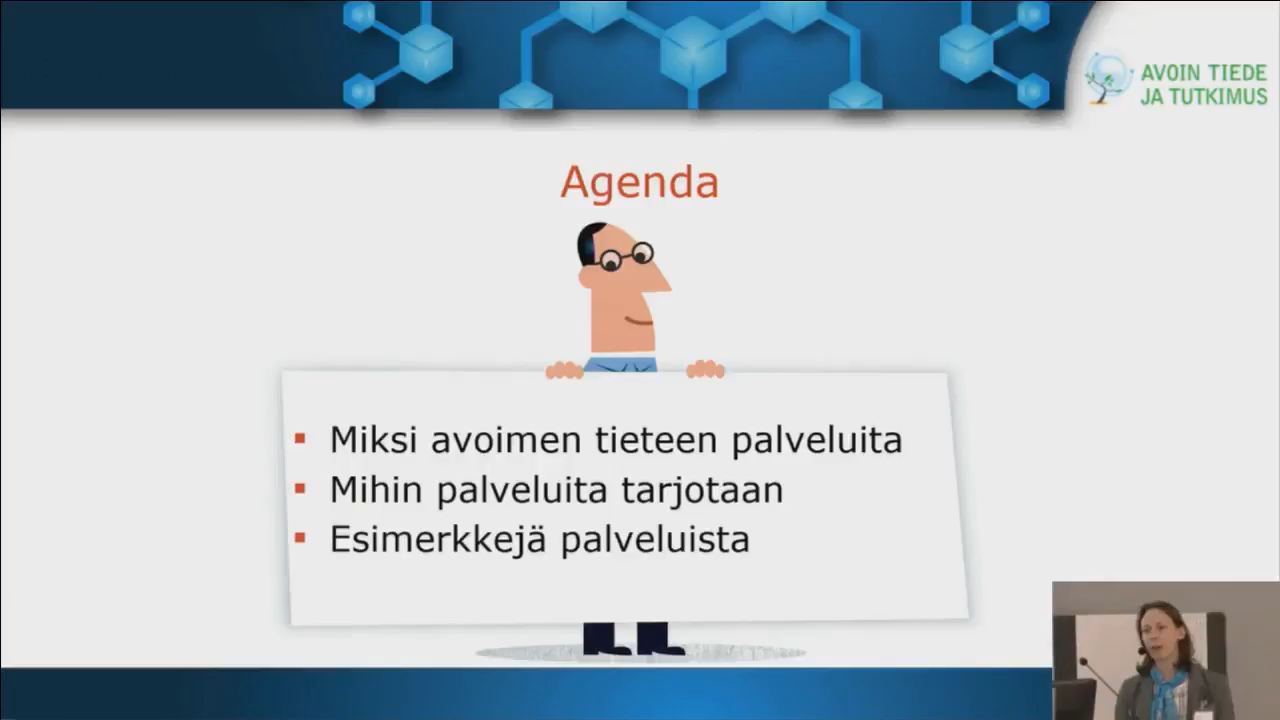 AVOIN TIEDE
JA TUTKIMUS
Agenda
Miksi avoimen tieteen palveluita
Mihin palveluita tarjotaan
Esimerkkejä palveluista